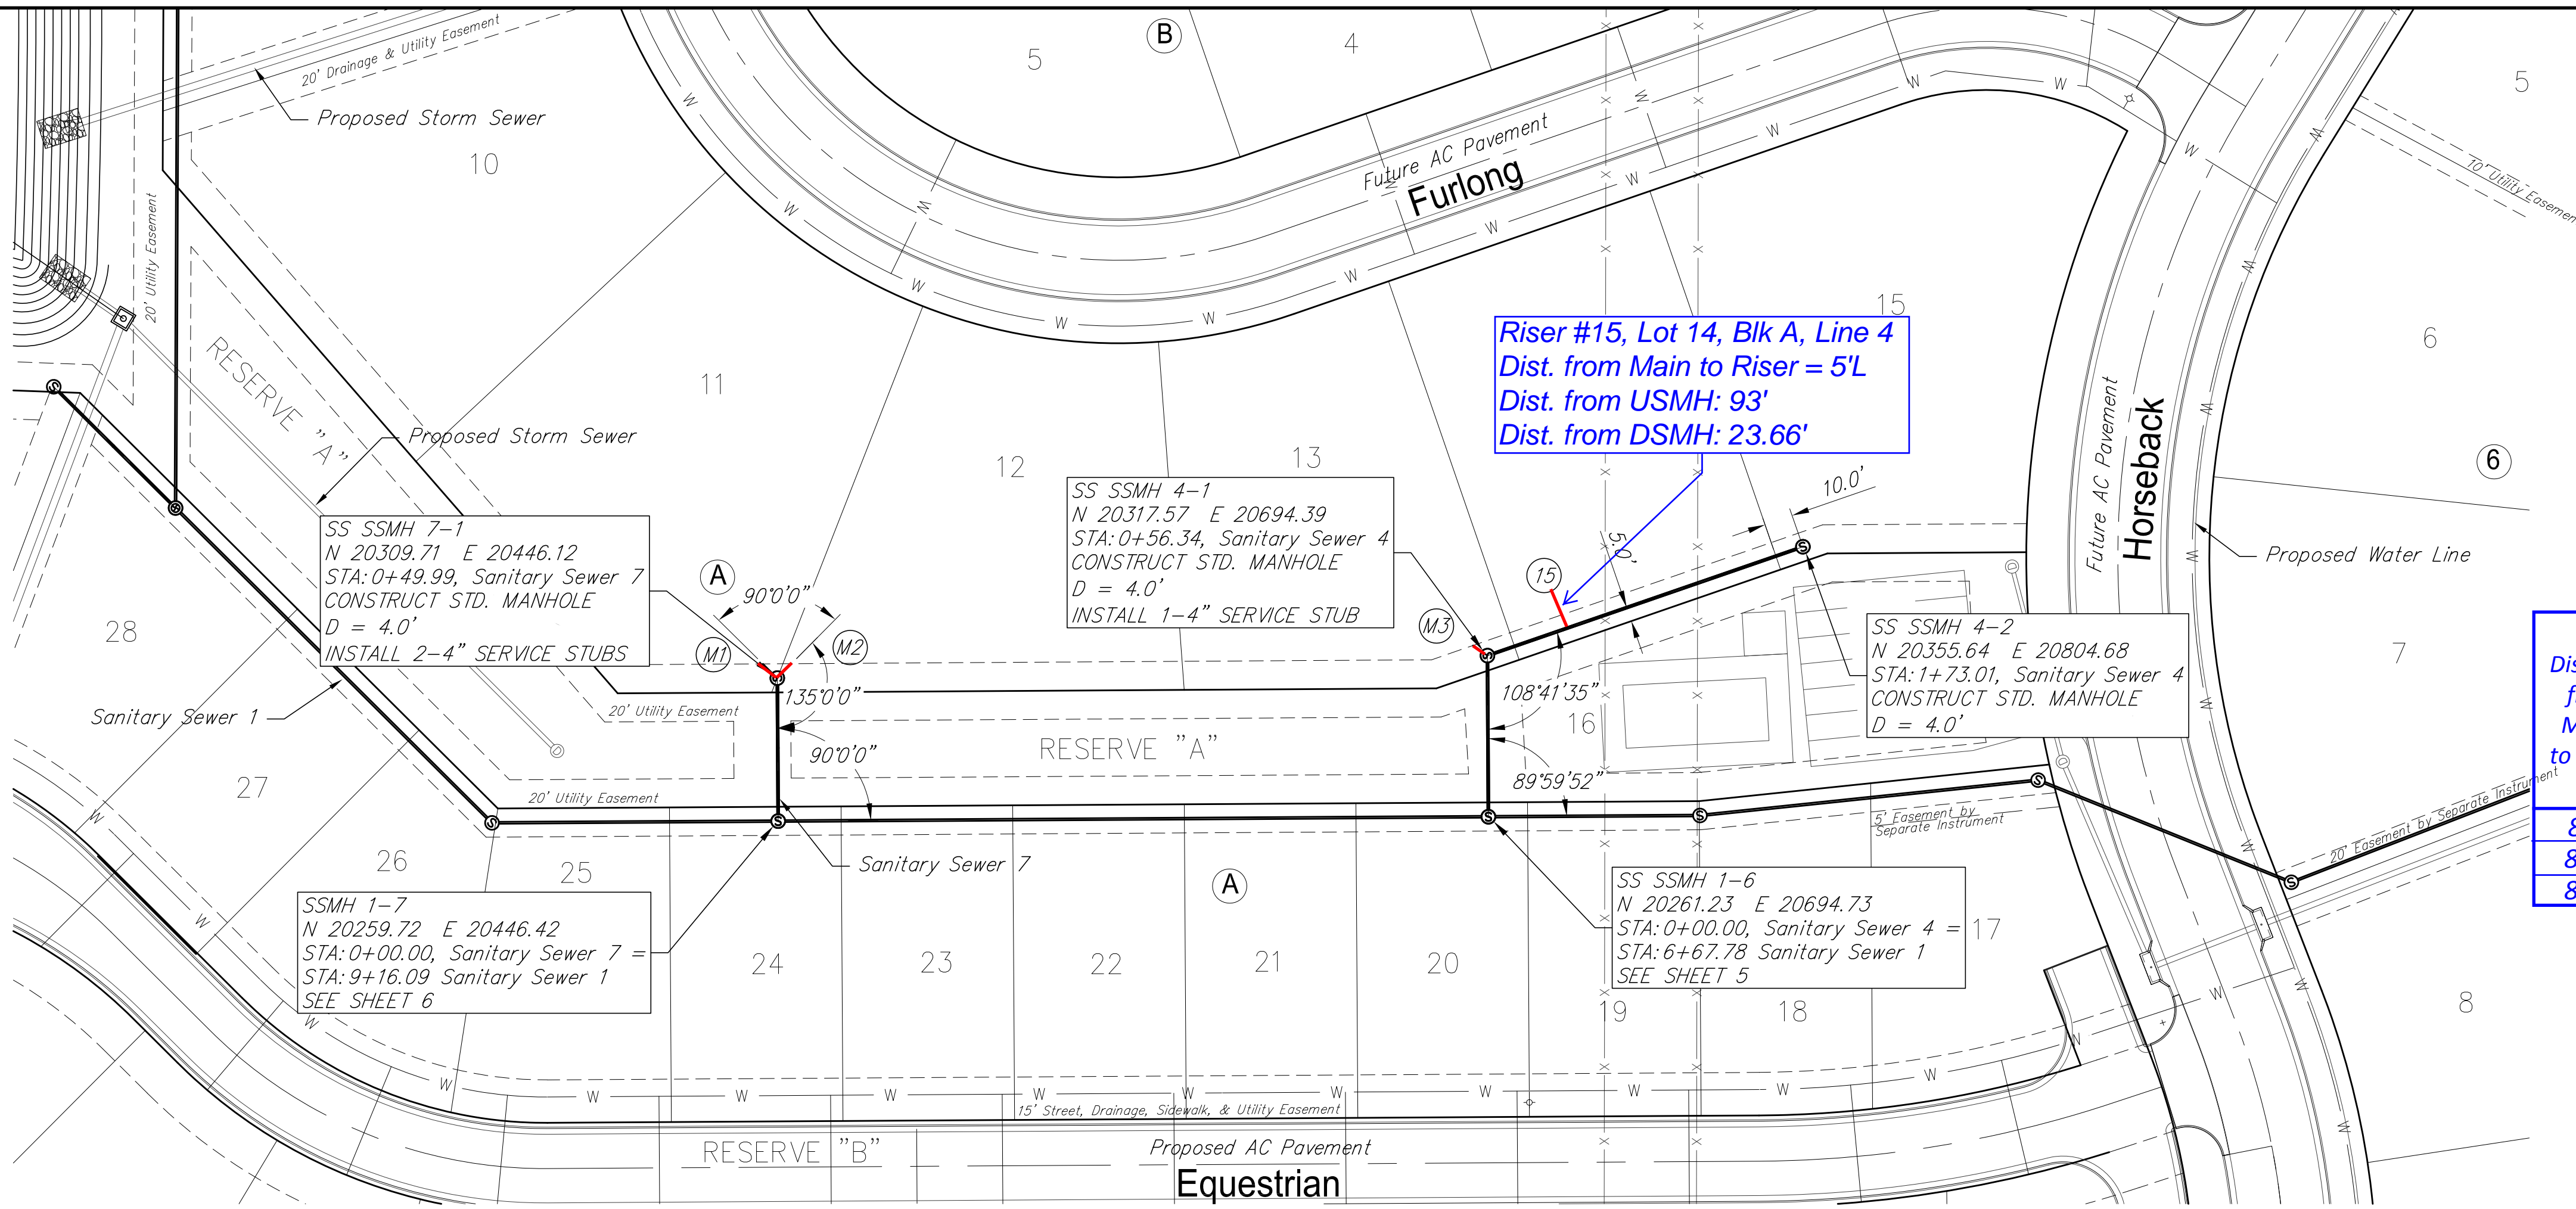 B
5
4
5
20' Drainage & Utility Easement
Proposed Storm Sewer
10
10' Utility Easement
Future AC Pavement
Furlong
20' Utility Easement
15
6
RESERVE "A"
11
Riser #15, Lot 14, Blk A, Line 4
Dist. from Main to Riser = 5'L
Dist. from USMH: 93'
Dist. from DSMH: 23.66'
Future AC Pavement
Horseback
Proposed Storm Sewer
12
13
6
10.0'
5.0'
SS SSMH 4-1
N 20317.57 E 20694.39
STA:0+56.34, Sanitary Sewer 4
CONSTRUCT STD. MANHOLE
D = 4.0'
INSTALL 1-4" SERVICE STUB
SS SSMH 7-1
N 20309.71 E 20446.12
STA:0+49.99, Sanitary Sewer 7
CONSTRUCT STD. MANHOLE
D = 4.0'
INSTALL 2-4" SERVICE STUBS
A
90°0'0"
M1
M2
M3
15
Proposed Water Line
28
SS SSMH 4-2
N 20355.64 E 20804.68
STA:1+73.01, Sanitary Sewer 4
CONSTRUCT STD. MANHOLE
D = 4.0'
7
135°0'0"
108°41'35"
16
Sanitary Sewer 1
20' Utility Easement
RESERVE "A"
90°0'0"
89°59'52"
27
20' Utility Easement
5' Easement by
Separate Instrument
20' Easement by Separate Instrument
26
25
Sanitary Sewer 7
A
SSMH 1-7
N 20259.72 E 20446.42
STA:0+00.00, Sanitary Sewer 7 =
STA:9+16.09 Sanitary Sewer 1
SEE SHEET 6
SS SSMH 1-6
N 20261.23 E 20694.73
STA:0+00.00, Sanitary Sewer 4 =
STA:6+67.78 Sanitary Sewer 1
SEE SHEET 5
17
24
23
22
21
20
19
18
8
15' Street, Drainage, Sidewalk, & Utility Easement
RESERVE "B"
Proposed AC Pavement
Equestrian
to
8
8
8